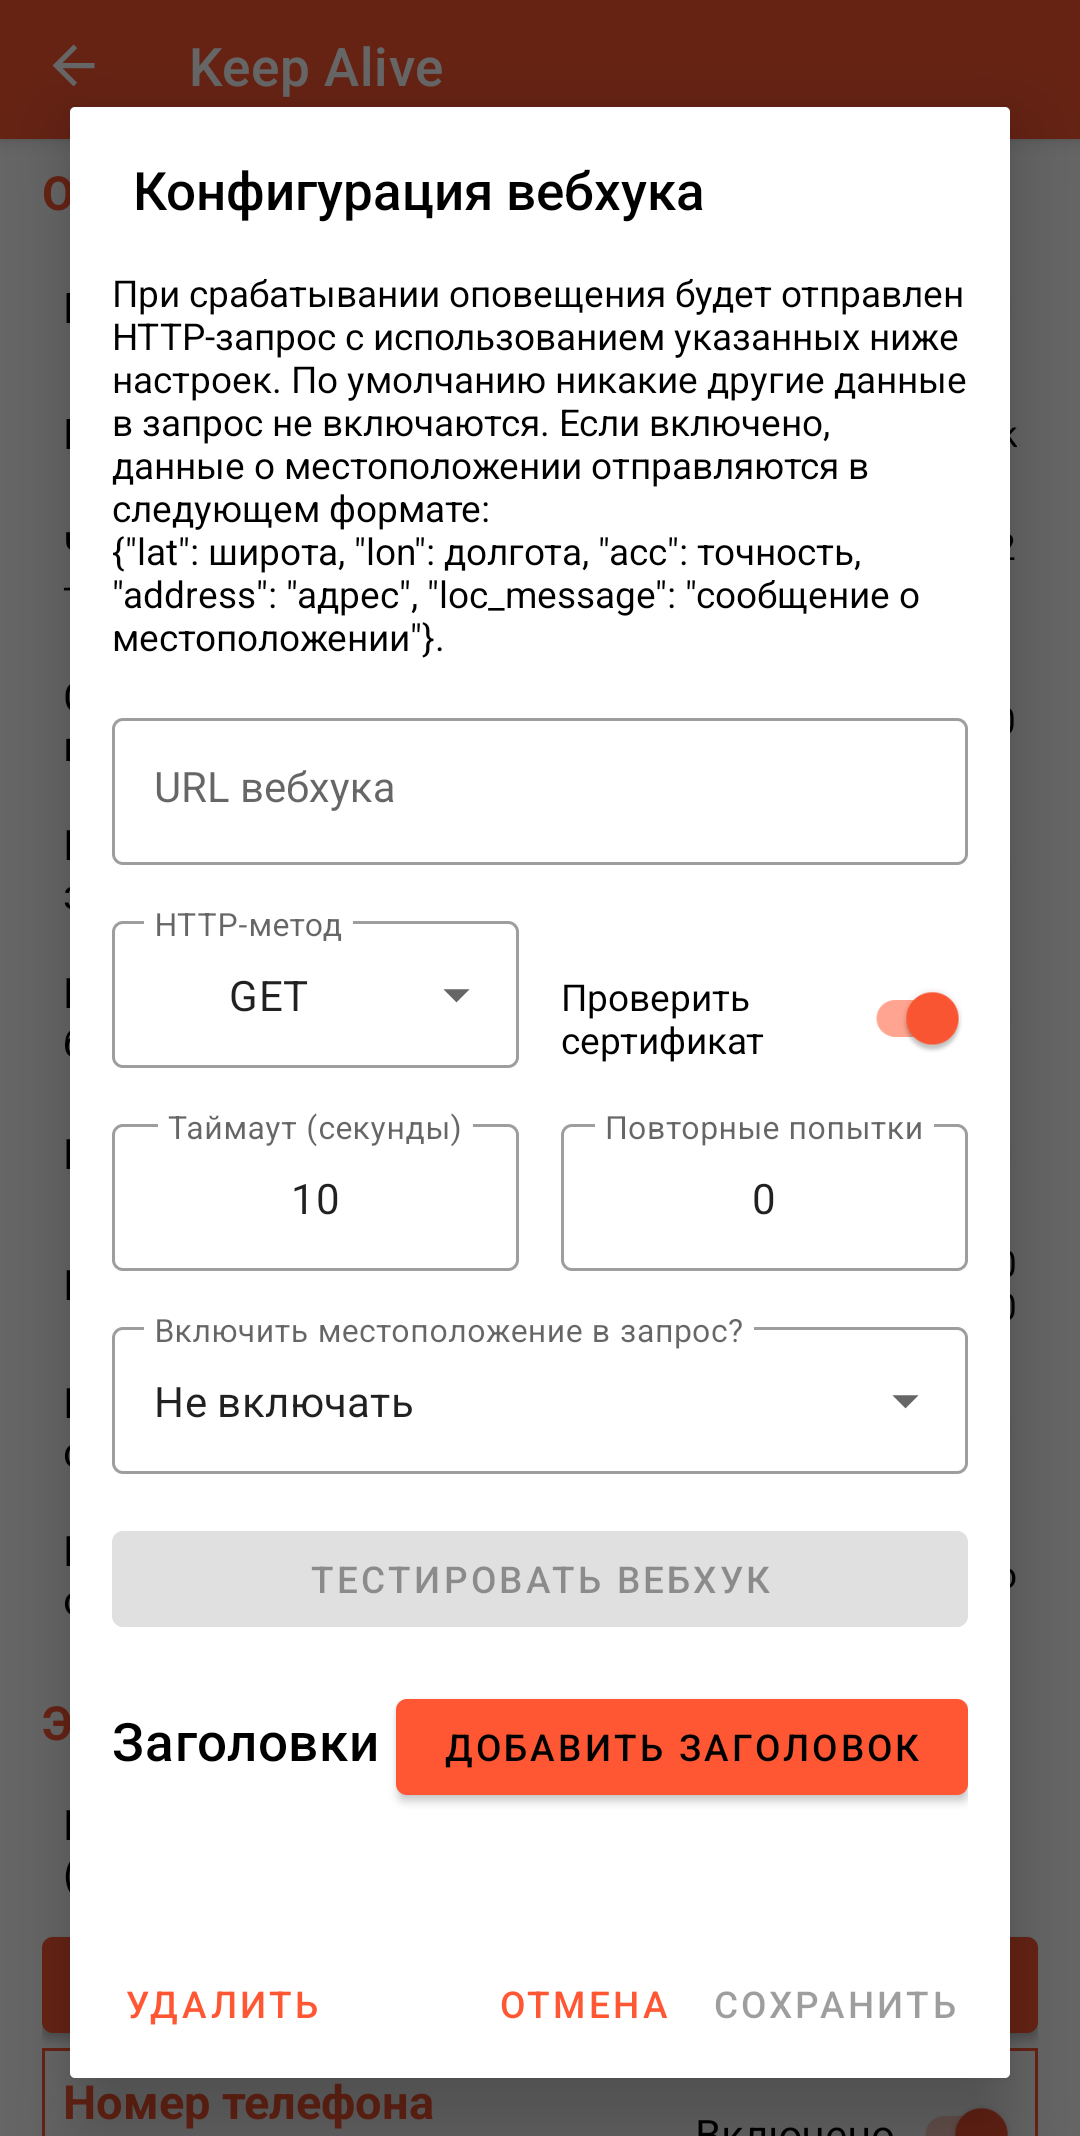 Keep Alive
Конфигурация вебхука
При срабатывании оповещения будет отправлен
HTTP-запрос с использованием указанных ниже
настроек. По умолчанию никакие другие данные
в запрос не включаются. Если включено,
данные о местоположении отправляются в
следующем формате:
{"lat": широта, "lon": долгота, "acc": точность,
"address": "адрес", "loc_message": "сообщение о
местоположении"}.
URL вебхука
HTTP-метод
GET
Проверить
сертификат
Таймаут (секунды)
Повторные попытки
10
0
Включить местоположение в запрос?
Не включать
ТЕСТИРОВАТЬ ВЕБХУК
Заголовки
ДОБАВИТЬ ЗАГОЛОВОК
УДАЛИТЬ
ОТМЕНА
СОХРАНИТЬ
Номер телефона
Включено